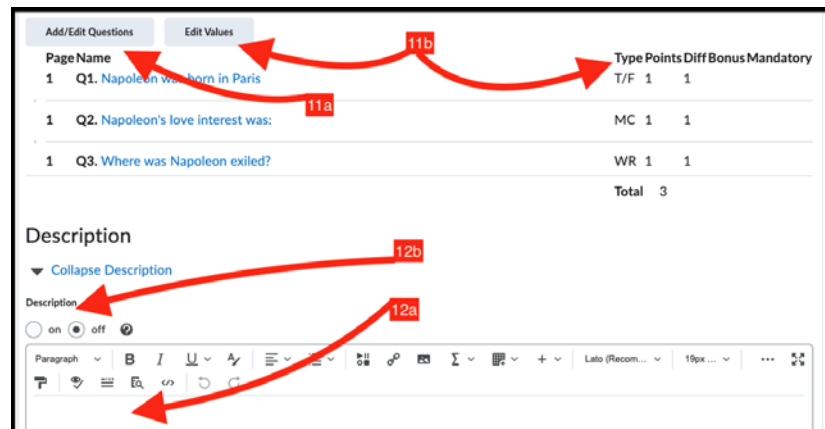 Add/Edit Questions Edit Values
11b
Page Name Type Points Diff Bonus Mandatory
1 Q1. Napoleon was born in Paris T/F 1 1
11a
1 Q2. Napoleon's love interest was: MC 1 1
1 Q3. Where was Napoleon exiled? WR 1 1
Total 3
Description
12b
Collapse Description
Description
12a
on off
Paragraph B I U Lato (Recom... 19px ...